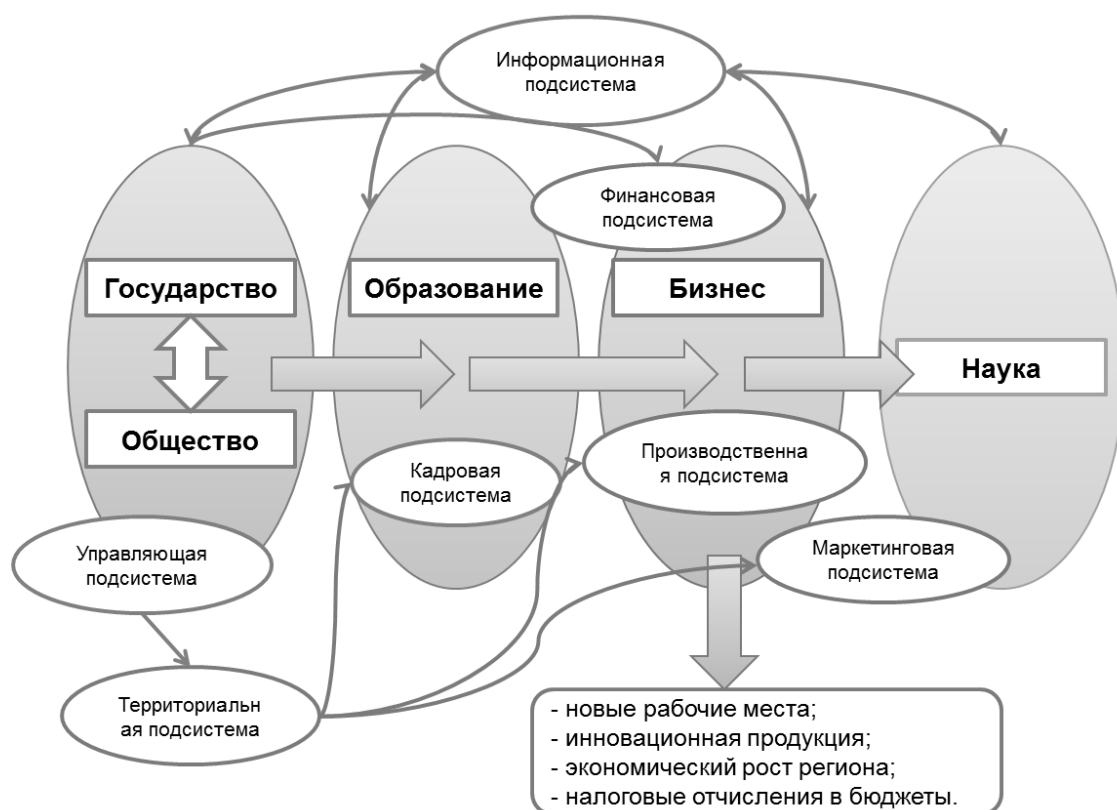 Информационная
подсистема
Финансовая
подсистема
Государство
Образование
Бизнес
Наука
Общество
Кадровая
подсистема
Производственна
я подсистема
Управляющая
подсистема
Маркетинговая
подсистема
Территориальн
ая подсистема
- новые рабочие места;
- инновационная продукция;
- экономический рост региона;
- налоговые отчисления в бюджеты.